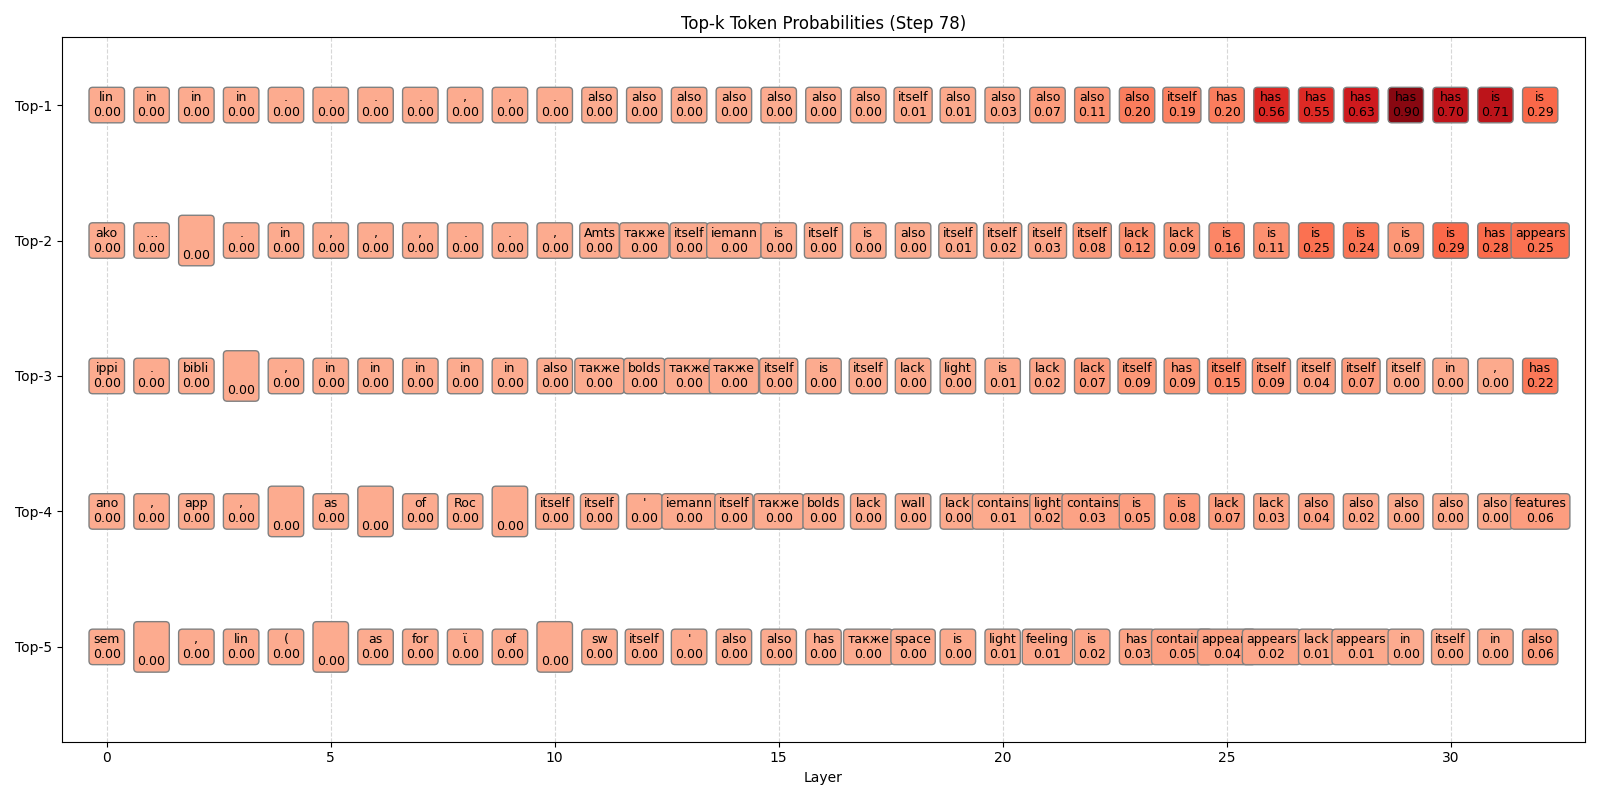 Top-k Token Probabilities (Step 78)
lin in in in . . . . , , . also also also also also also also itself also also also also also itself has has has has has has is is
Top-1
0.00 0.00 0.00 0.00 0.00 0.00 0.00 0.00 0.00 0.00 0.00 0.00 0.00 0.00 0.00 0.00 0.00 0.00 0.01 0.01 0.03 0.07 0.11 0.20 0.19 0.20 0.56 0.55 0.63 0.90 0.70 0.71 0.29
ako ... . in , , , . . , Amts также itself iemann is itself is also itself itself itself itself lack lack is is is is is is has appears
Top-2
0.00 0.00 0.00 0.00 0.00 0.00 0.00 0.00 0.00 0.00 0.00 0.00 0.00 0.00 0.00 0.00 0.00 0.00 0.00 0.01 0.02 0.03 0.08 0.12 0.09 0.16 0.11 0.25 0.24 0.09 0.29 0.28 0.25
ippi . bibli , in in in in in also также bolds также также itself is itself lack light is lack lack itself has itself itself itself itself itself in , has
Top-3
0.00 0.00 0.00 0.00 0.00 0.00 0.00 0.00 0.00 0.00 0.00 0.00 0.00 0.00 0.00 0.00 0.00 0.00 0.00 0.00 0.01 0.02 0.07 0.09 0.09 0.15 0.09 0.04 0.07 0.00 0.00 0.00 0.22
ano , app , as of Roc itself itself ' iemann itself также bolds lack wall lack contains light contains is is lack lack also also also also also features
Top-4
0.00 0.00 0.00 0.00 0.00 0.00 0.00 0.00 0.00 0.00 0.00 0.00 0.00 0.00 0.00 0.00 0.00 0.00 0.00 0.00 0.01 0.02 0.03 0.05 0.08 0.07 0.03 0.04 0.02 0.00 0.00 0.00 0.06
sem , lin ( as for ϊ of sw itself ' also also has также space is light feeling is has appears lack appears in itself in also
Top-5
0.00 0.00 0.00 0.00 0.00 0.00 0.00 0.00 0.00 0.00 0.00 0.00 0.00 0.00 0.00 0.00 0.00 0.00 0.00 0.00 0.01 0.01 0.02 0.03 0.05 0.04 0.02 0.01 0.01 0.00 0.00 0.00 0.06
0 5 10 15 20 25 30
Layer